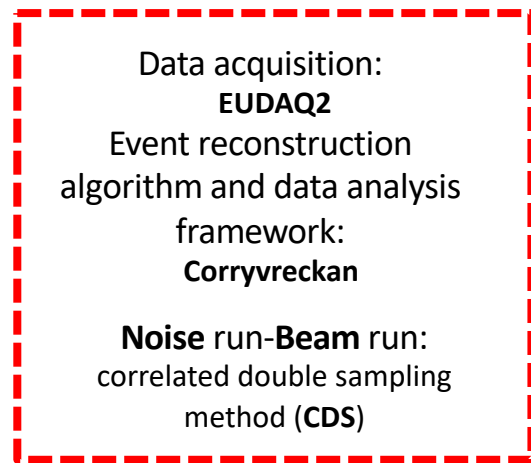 Data acquisition:
EUDAQ2
Event reconstruction
algorithm and data analysis
framework:
Corryvreckan
Noise run-Beam run:
correlated double sampling
method (CDS)